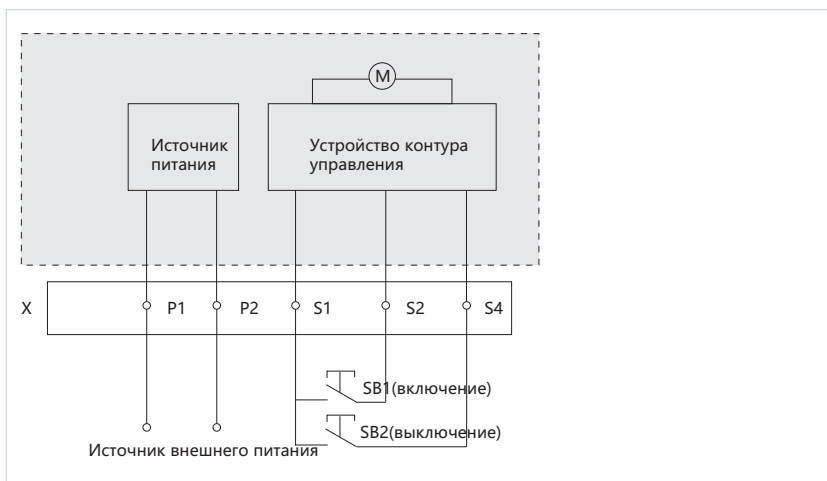 M
Источник
питания
Устройство контура
управления
X P1 P2 S1 S2 S4
SB1(включение)
SB2(выключение)
Источник внешнего питания